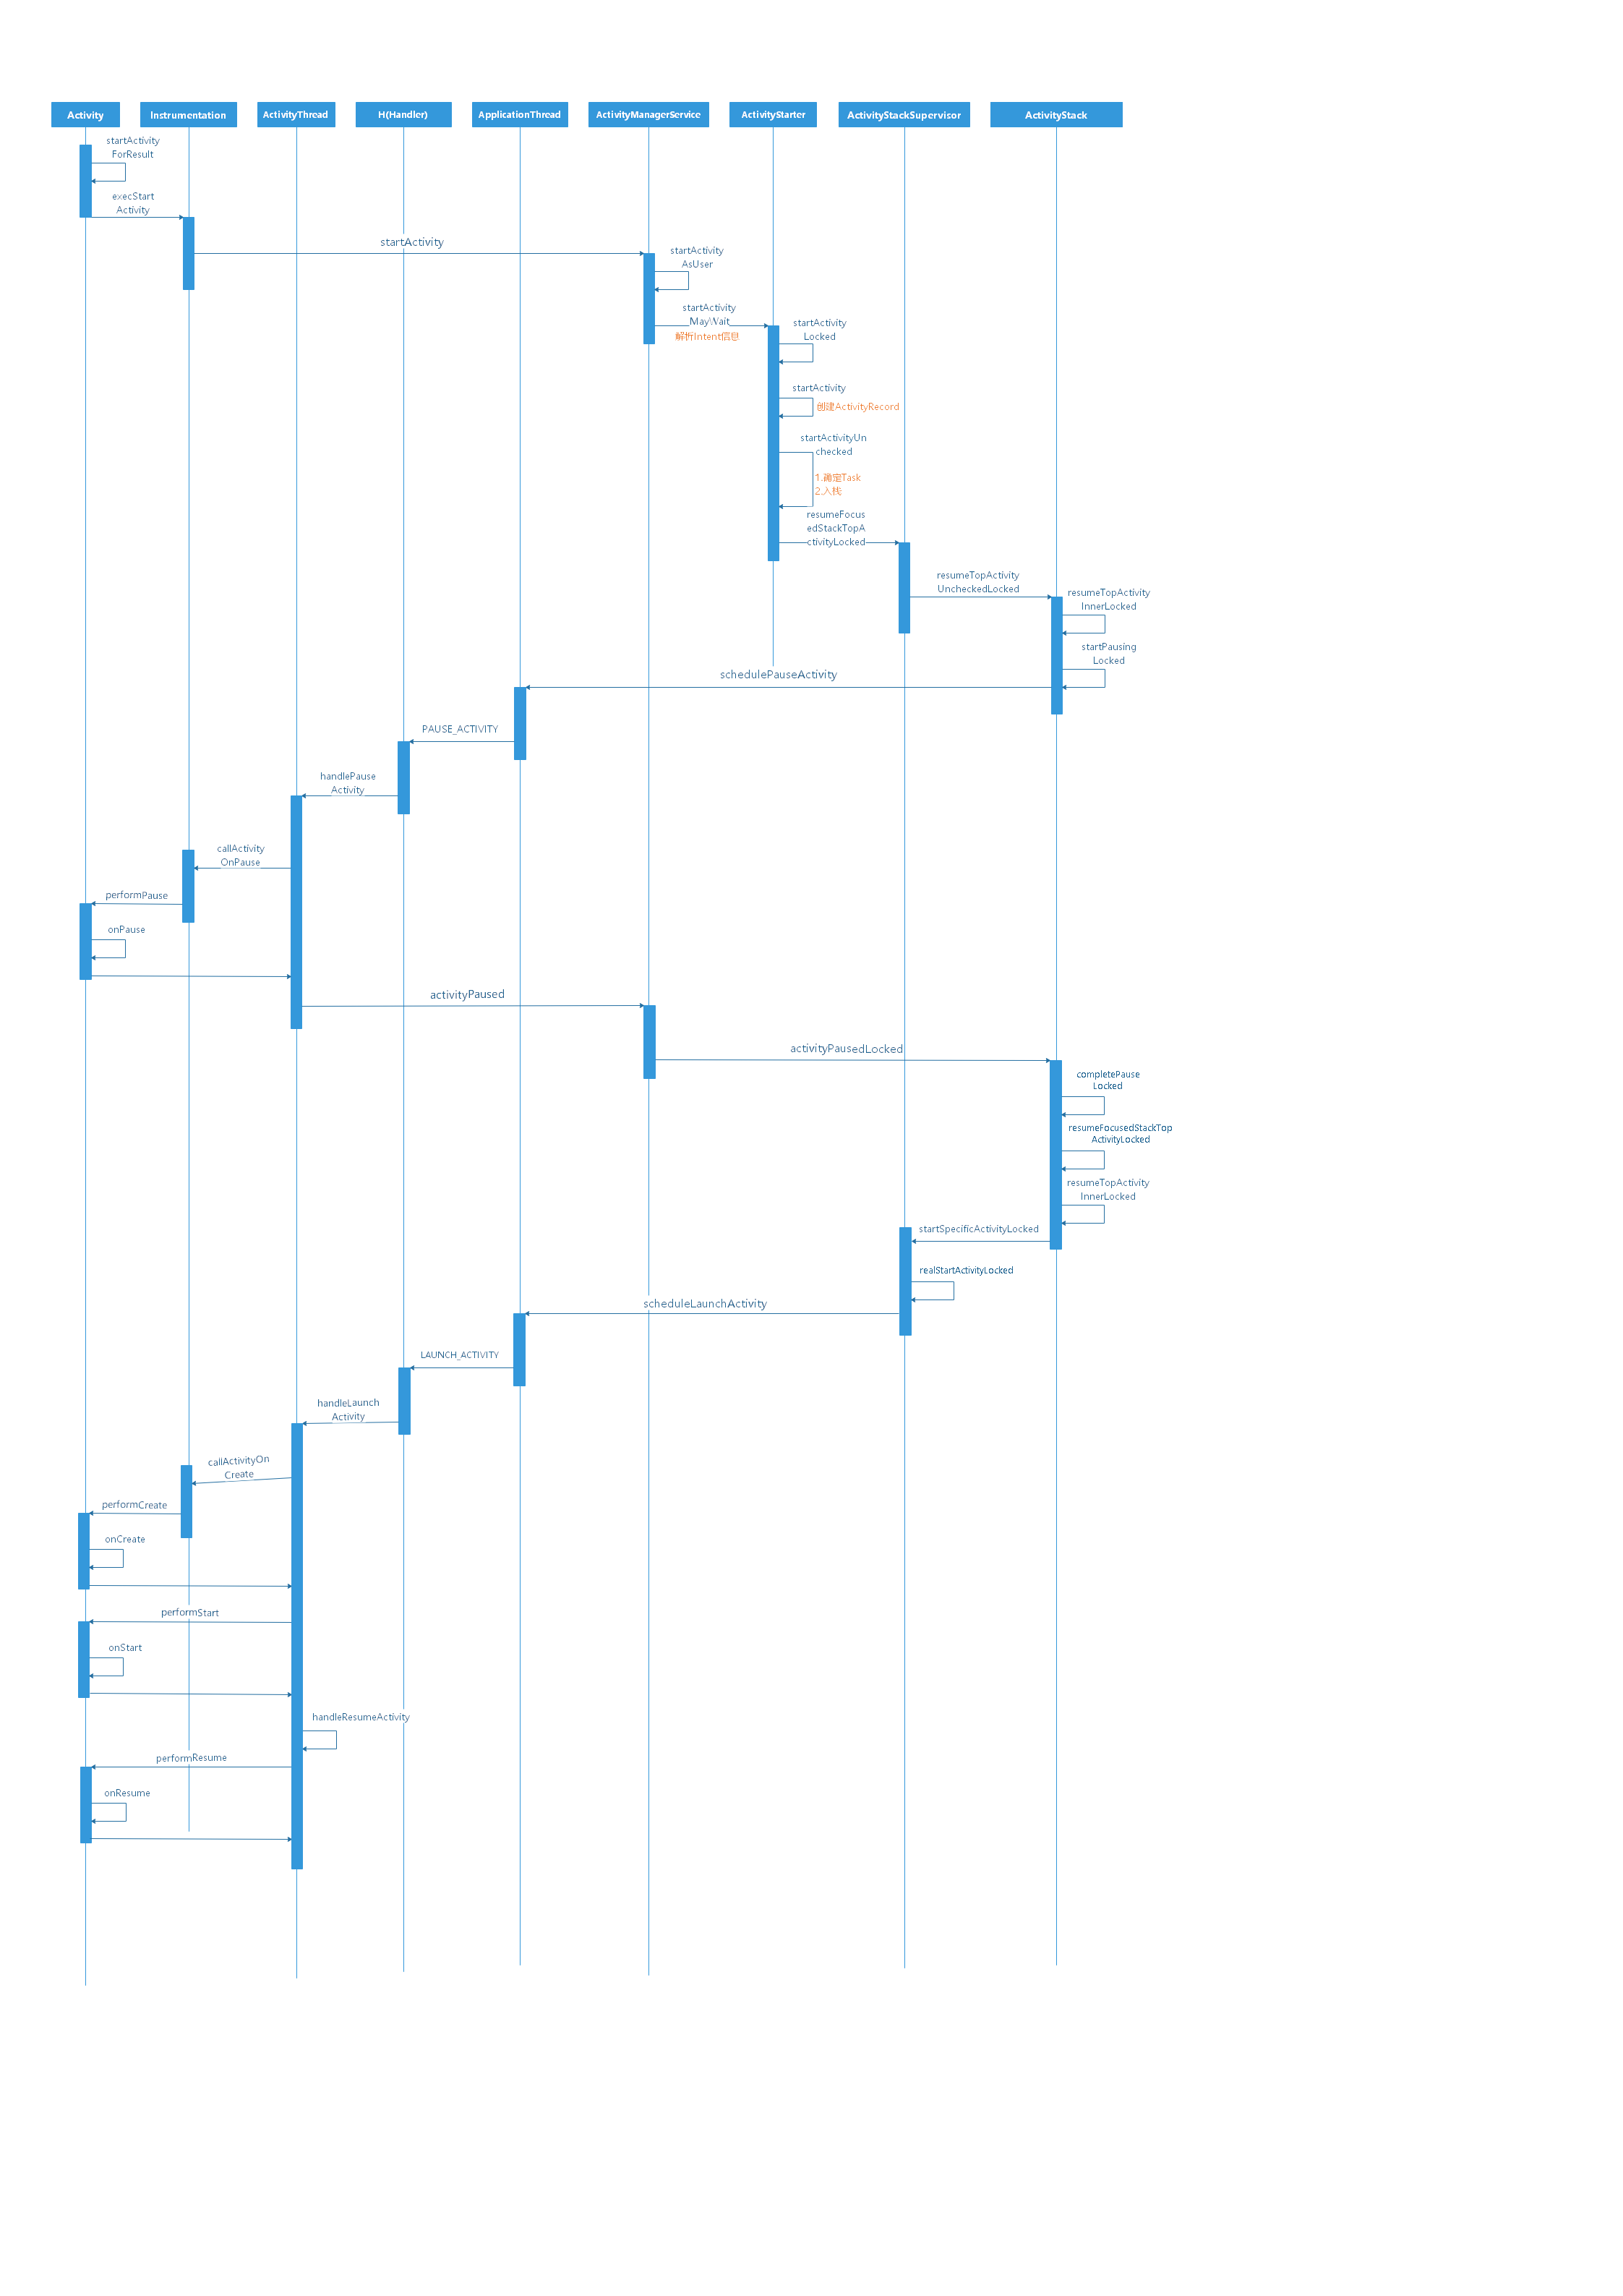 Activity
Instrumentation
ActivityThread
H(Handler)
ApplicationThread
ActivityManagerService
ActivityStarter
ActivityStackSupervisor
ActivityStack
startActivity
ForResult
execStart
Activity
startActivity
startActivity
AsUser
startActivity
MayWait
解析Intent信息
startActivity
Locked
startActivity
创建ActivityRecord
startActivityUn
checked
1.确定Task
2.入栈
resumeFocus
edStackTopA
ctivityLocked
resumeTopActivity
UncheckedLocked
resumeTopActivity
InnerLocked
startPausing
Locked
schedulePauseActivity
PAUSE_ACTIVITY
handlePause
Activity
callActivity
OnPause
performPause
onPause
activityPaused
activityPausedLocked
completePause
Locked
resumeFocusedStackTop
ActivityLocked
resumeTopActivity
InnerLocked
startSpecificActivityLocked
realStartActivityLocked
scheduleLaunchActivity
LAUNCH_ACTIVITY
handleLaunch
Activity
callActivityOn
Create
performCreate
onCreate
performStart
onStart
handleResumeActivity
performResume
onResume